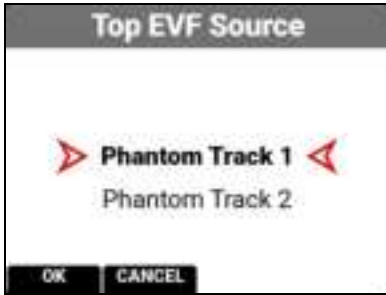 Top EVF Source
Phantom Track 1
Phantom Track 2
OK CANCEL